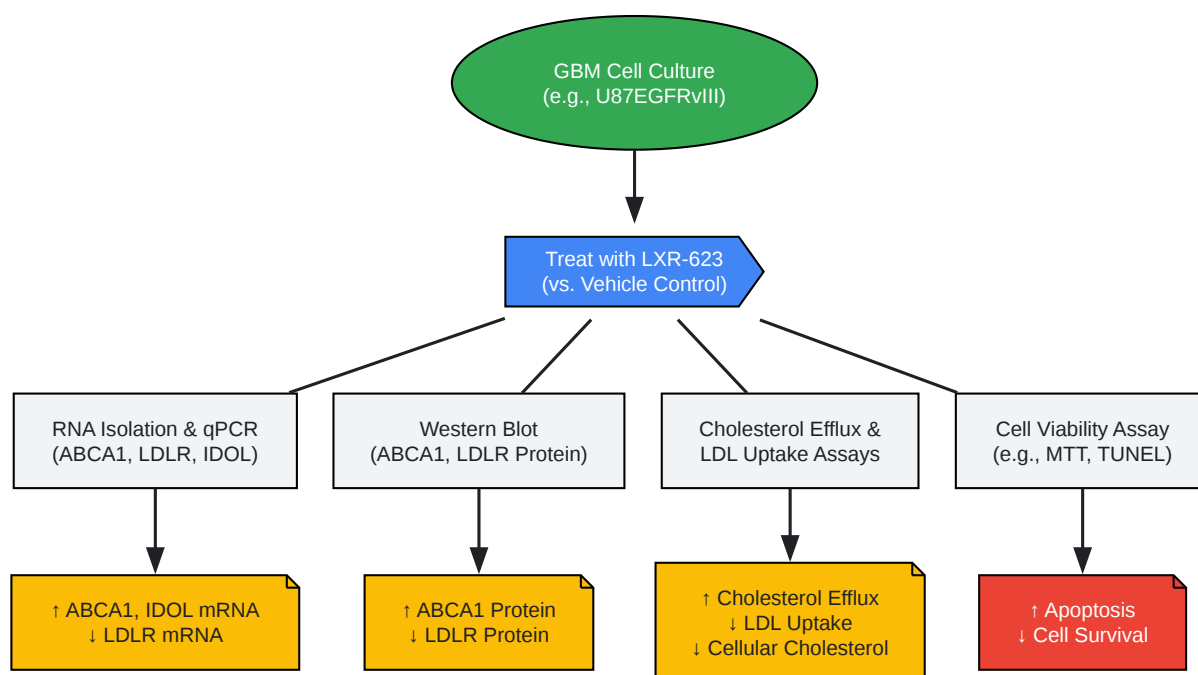 GBM Cell Culture
(e.g., U87EGFRvIII)
Treat with LXR-623
(vs. Vehicle Control)
RNA Isolation & qPCR
(ABCA1, LDLR, IDOL)
Western Blot
(ABCA1, LDLR Protein)
Cholesterol Efflux &
LDL Uptake Assays
Cell Viability Assay
(e.g., MTT, TUNEL)
↑ ABCA1, IDOL mRNA
↓ LDLR mRNA
↑ ABCA1 Protein
↓ LDLR Protein
↑ Cholesterol Efflux
↓ LDL Uptake
↓ Cellular Cholesterol
↑ Apoptosis
↓ Cell Survival